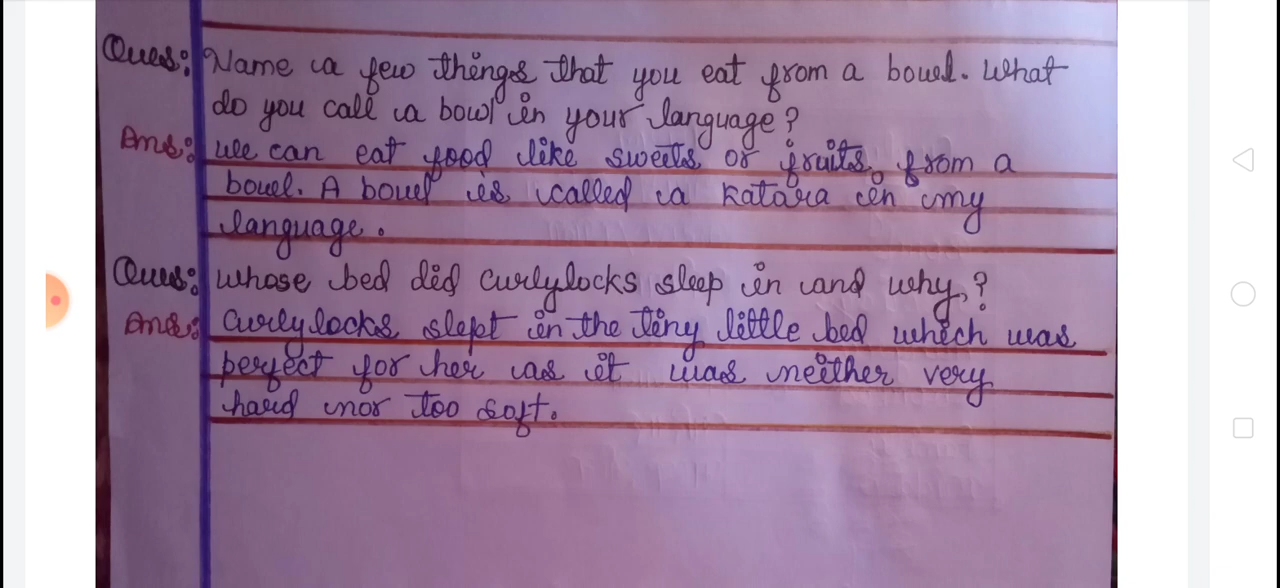 Ques: Name a few things that you eat from a bowl. What
do you call a bowl in your language?
Ans: we can eat food like sweets or fruits, from a
bowl. A bowl is called a Katara in my
language.
Ques: whose bed did curlylocks sleep in and why,?
Ans: Curly locks slept in the tiny little bed which was
perfect for her as it was neither very
hard nor too soft.